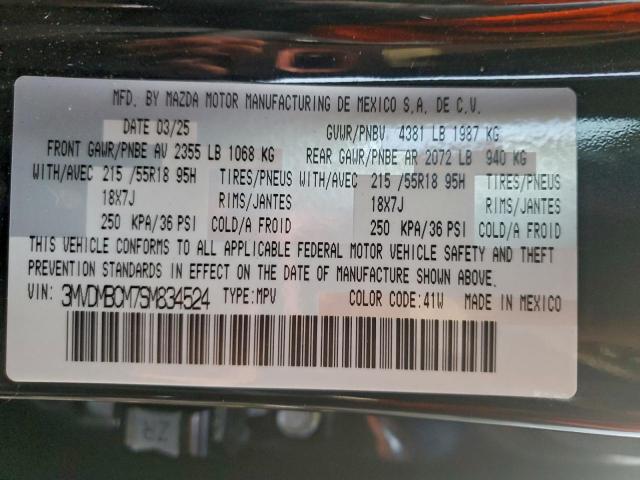 MFD. BY MAZDA MOTOR MANUFACTURING DE MEXICO S.A. DE C.V.
DATE 03/25 GVWR/PNBV. 4381 LB 1987 KG
FRONT GAWR/PNBE AV 2355 LB 1068 KG REAR GAWR/PNBE AR 2072 LB 940 KG
WITH/AVEC 215 /55R18 95H TIRES/PNEUS WITH/AVEC 215 /55R18 95H TIRES/PNEUS
18X7J RIMS/JANTES 18X7J RIMS/JANTES
250 KPA/36 PSI COLD/A FROID 250 KPA/36 PSI COLD/A FROID
THIS VEHICLE CONFORMS TO ALL APPLICABLE FEDERAL MOTOR VEHICLE SAFETY AND THEFT
PREVENTION STANDARDS IN EFFECT ON THE DATE OF MANUFACTURE SHOWN ABOVE.
VIN: 3MVDMBCM7SM834524 TYPE:MPV COLOR CODE:41W MADE IN MEXICO
ZR